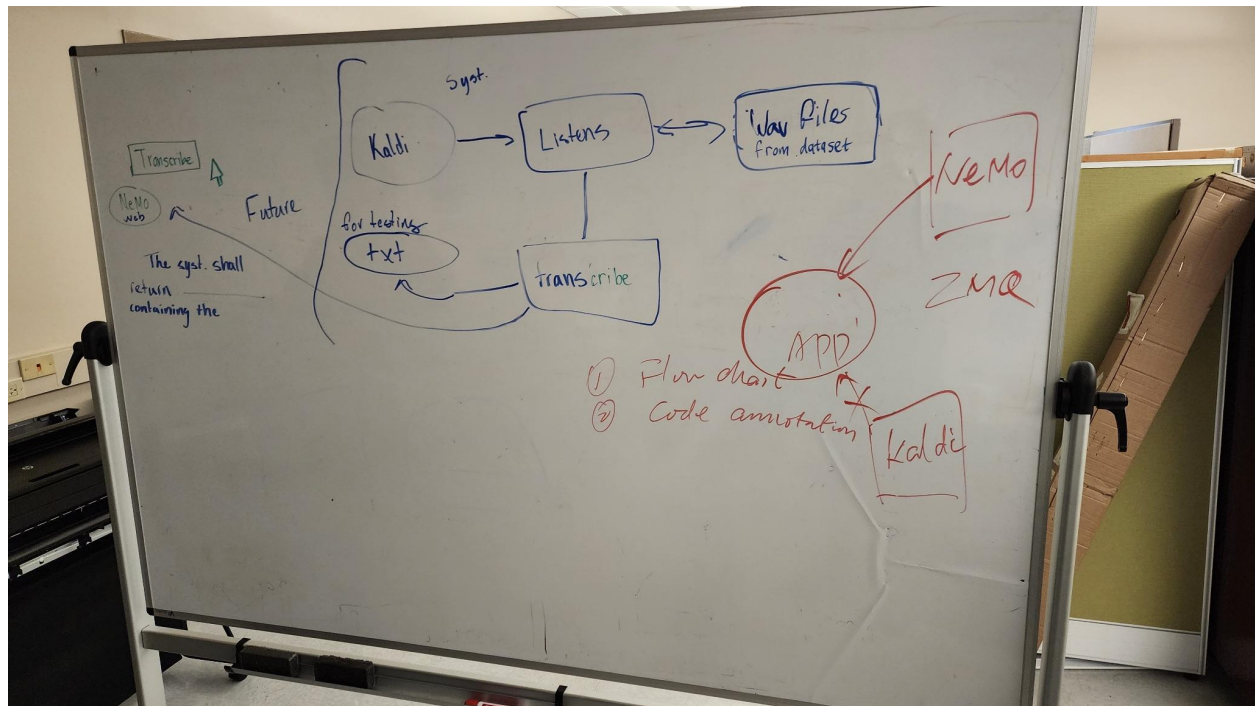 Syst.
Kaldi
Listens
Wav files
from dataset
Transcribe
NeMo
web
Future
for testing
txt
transcribe
The syst. shall
return
containing the
NeMo
ZMQ
APP
① Flow chart
② Code annotation
Kaldi